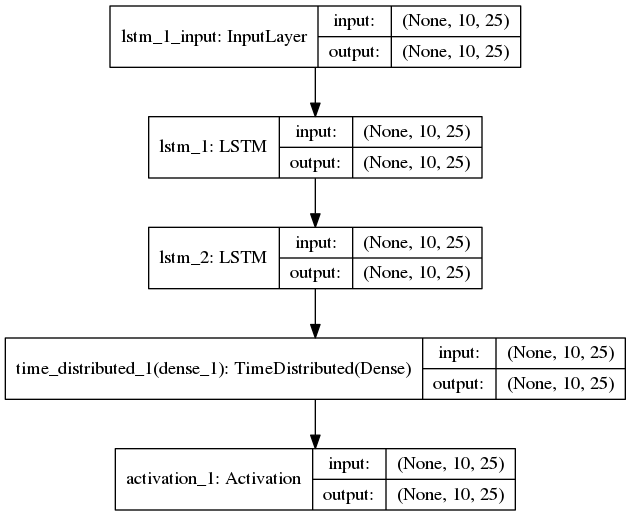 lstm_1_input: InputLayer
input: (None, 10, 25)
output: (None, 10, 25)
lstm_1: LSTM
input: (None, 10, 25)
output: (None, 10, 25)
lstm_2: LSTM
input: (None, 10, 25)
output: (None, 10, 25)
time_distributed_1(dense_1): TimeDistributed(Dense)
input: (None, 10, 25)
output: (None, 10, 25)
activation_1: Activation
input: (None, 10, 25)
output: (None, 10, 25)